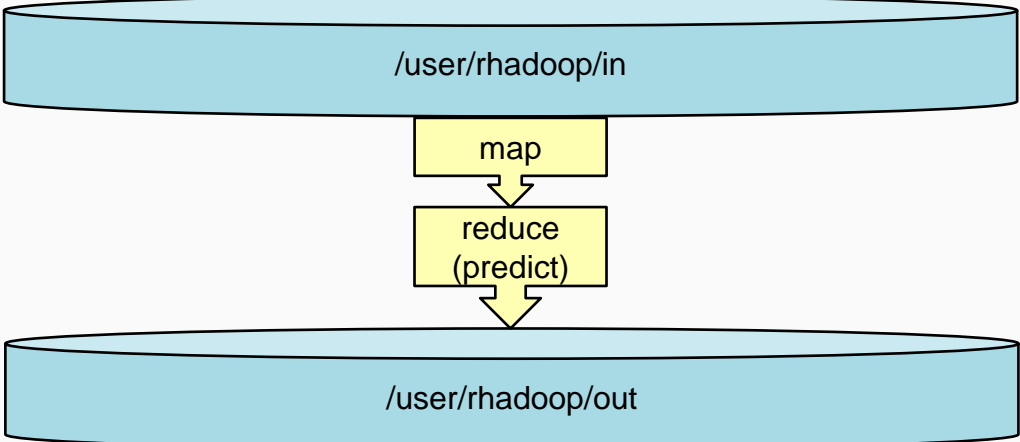 /user/rhadoop/in
map
reduce
(predict)
/user/rhadoop/out